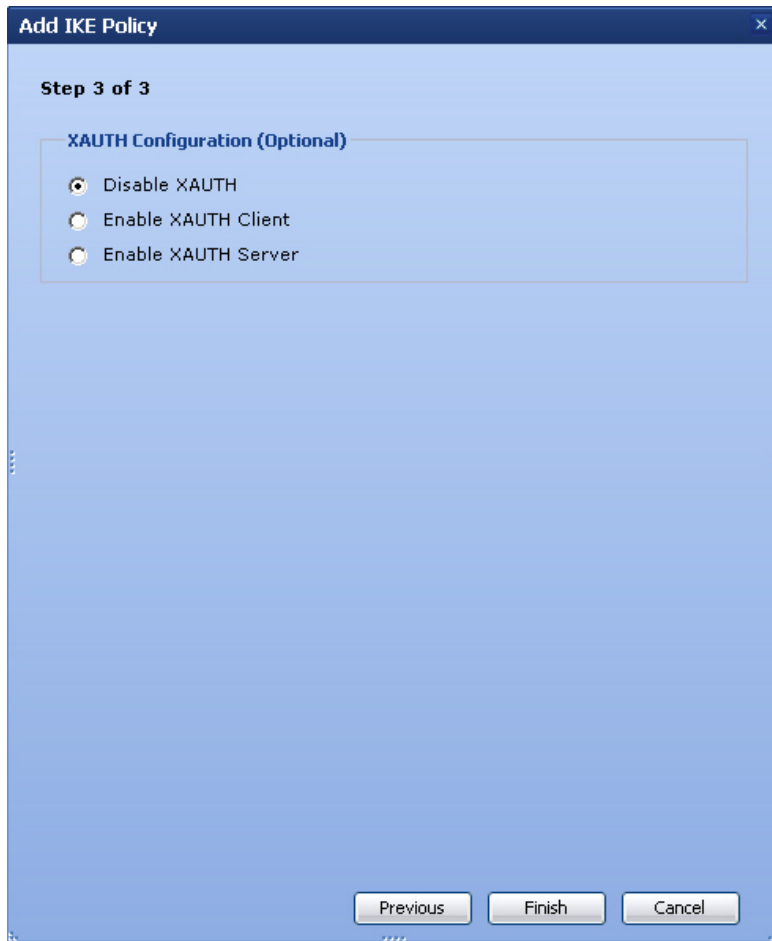 Add IKE Policy
Step 3 of 3
XAUTH Configuration (Optional)
Disable XAUTH
Enable XAUTH Client
Enable XAUTH Server
Previous Finish Cancel